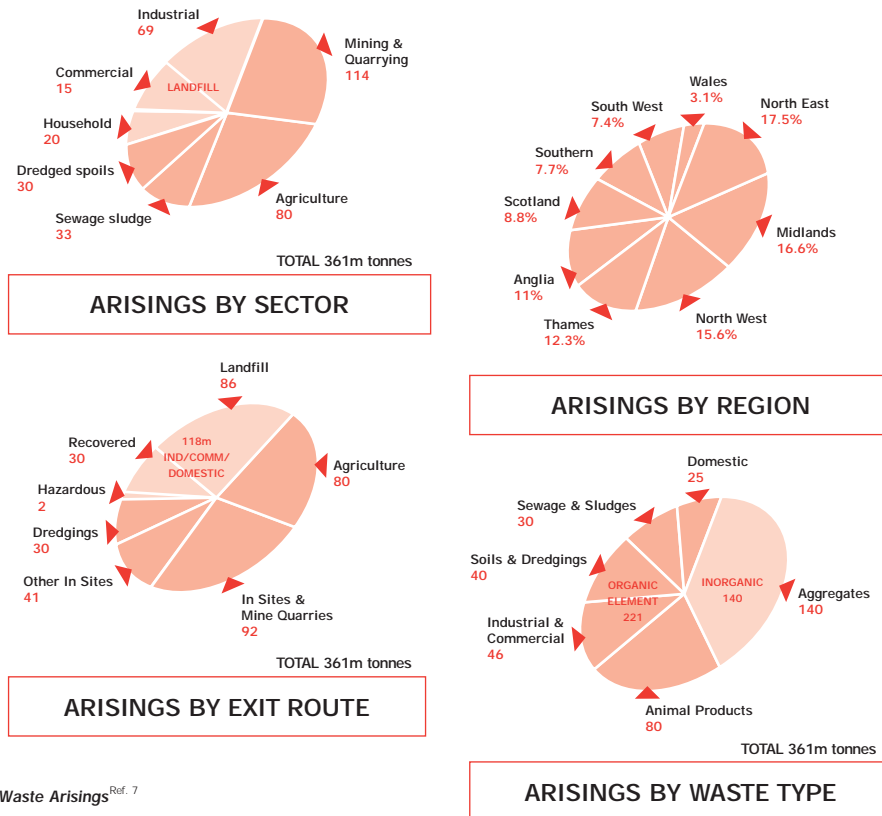 Industrial
69
Mining &
Quarrying
114
Commercial
15
LANDFILL
Household
20
Dredged spoils
30
Sewage sludge
33
Agriculture
80
TOTAL 361m tonnes
ARISINGS BY SECTOR
Wales
3.1%
South West
7.4%
North East
17.5%
Southern
7.7%
Scotland
8.8%
Midlands
16.6%
Anglia
11%
Thames
12.3%
North West
15.6%
ARISINGS BY REGION
Landfill
86
Recovered
30
118m
IND/COMM/
DOMESTIC
Agriculture
80
Hazardous
2
Dredgings
30
Other In Sites
41
In Sites &
Mine Quarries
92
TOTAL 361m tonnes
ARISINGS BY EXIT ROUTE
Domestic
25
Sewage & Sludges
30
Soils & Dredgings
40
ORGANIC
ELEMENT
221
INORGANIC
140
Aggregates
140
Industrial &
Commercial
46
Animal Products
80
TOTAL 361m tonnes
ARISINGS BY WASTE TYPE
Waste Arisings Ref. 7